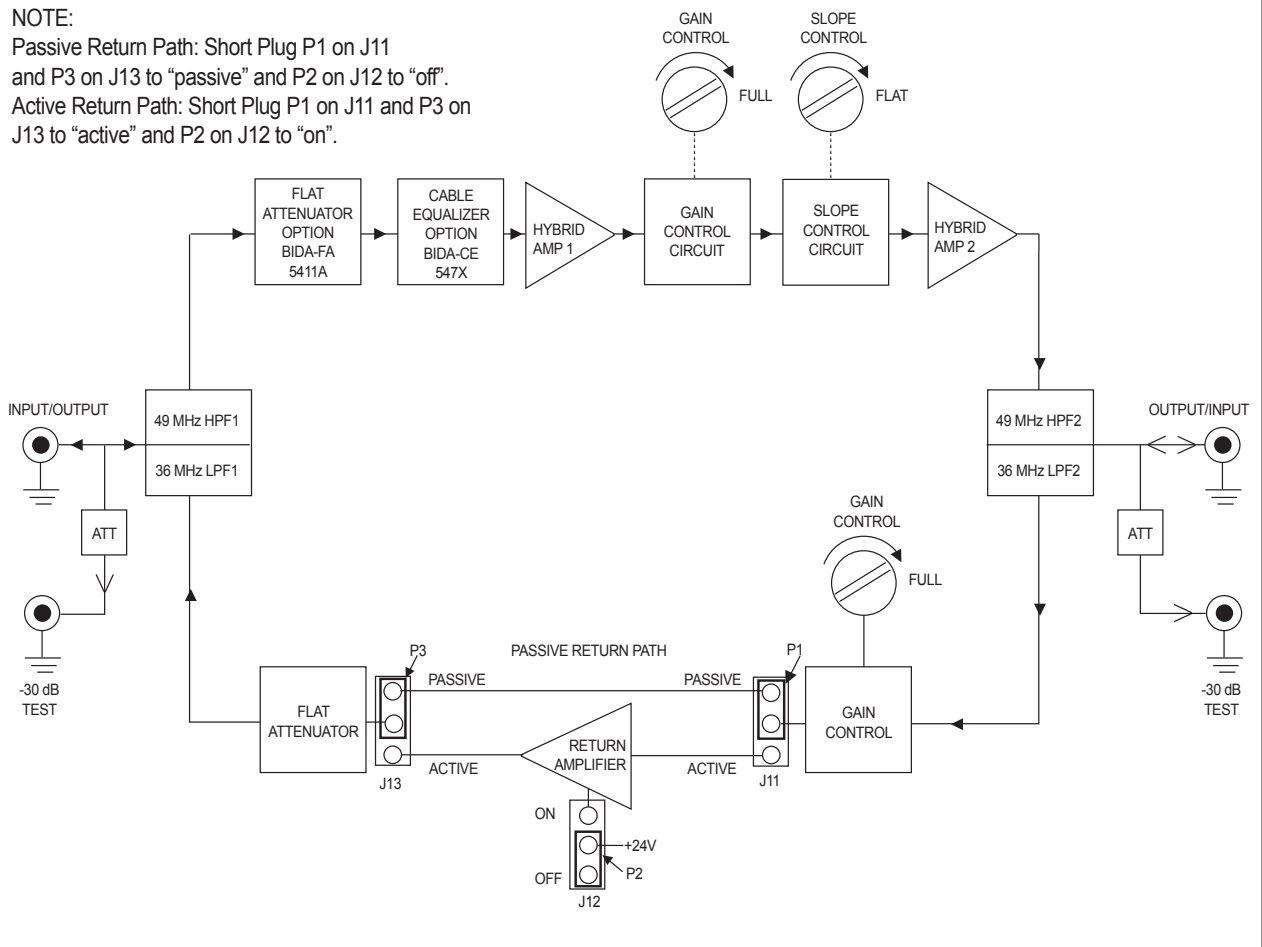 NOTE:
Passive Return Path: Short Plug P1 on J11
and P3 on J13 to “passive” and P2 on J12 to “off”.
Active Return Path: Short Plug P1 on J11 and P3 on
J13 to “active” and P2 on J12 to “on”.
GAIN
CONTROL
FULL
SLOPE
CONTROL
FLAT
FLAT
ATTENUATOR
OPTION
BIDA-FA
5411A
CABLE
EQUALIZER
OPTION
BIDA-CE
547X
HYBRID
AMP 1
GAIN
CONTROL
CIRCUIT
SLOPE
CONTROL
CIRCUIT
HYBRID
AMP 2
INPUT/OUTPUT
49 MHz HPF1
36 MHz LPF1
ATT
-30 dB
TEST
49 MHz HPF2
36 MHz LPF2
OUTPUT/INPUT
ATT
-30 dB
TEST
GAIN
CONTROL
FULL
FLAT
ATTENUATOR
P3
PASSIVE RETURN PATH
P1
PASSIVE
PASSIVE
GAIN
CONTROL
RETURN
AMPLIFIER
ACTIVE
ACTIVE
J13
J11
ON
+24V
OFF
P2
J12